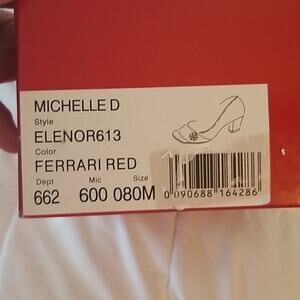 MICHELLE D
Style
ELENOR613
Color
FERRARI RED
Dept Mic Size
662 600 080M
0 090688 164286